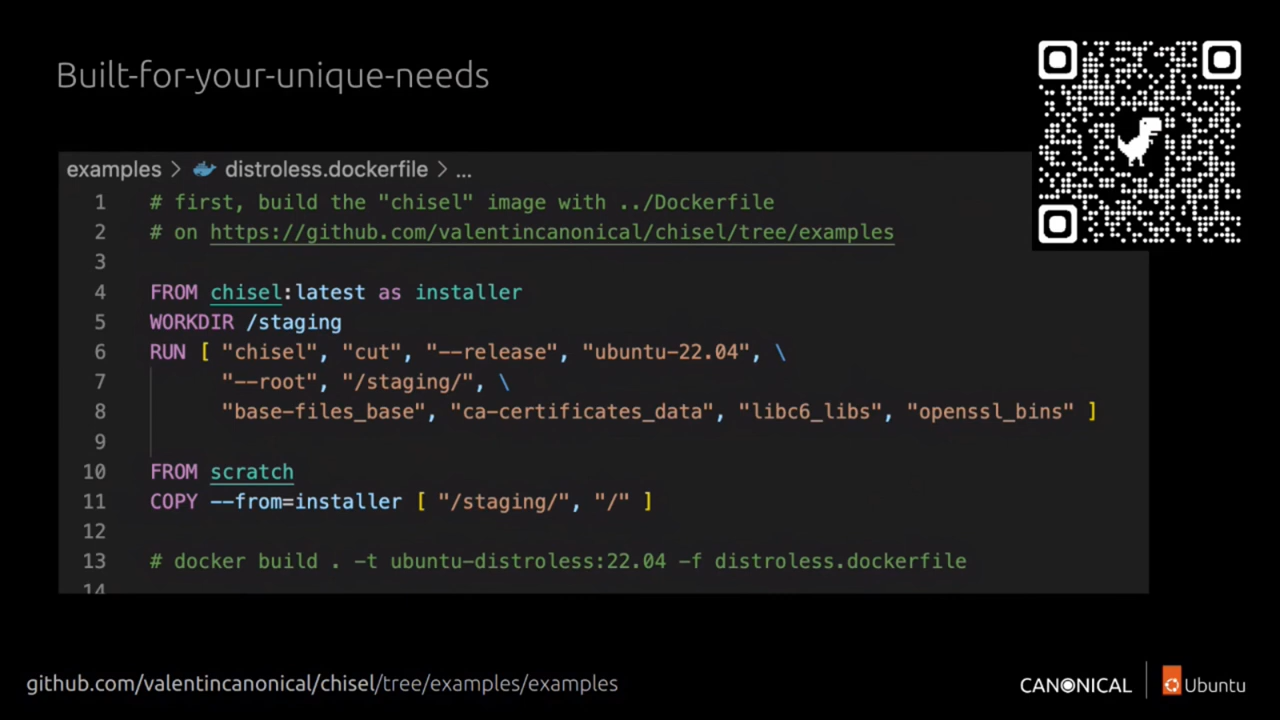 Built-for-your-unique-needs
examples > distroless.dockerfile > ...
1 # first, build the "chisel" image with ../Dockerfile
2 # on https://github.com/valentincanonical/chisel/tree/examples
3
4 FROM chisel:latest as installer
5 WORKDIR /staging
6 RUN [ "chisel", "cut", "--release", "ubuntu-22.04", \
7 "--root", "/staging/", \
8 "base-files_base", "ca-certificates_data", "libc6_libs", "openssl_bins" ]
9
10 FROM scratch
11 COPY --from=installer [ "/staging/", "/" ]
12
13 # docker build . -t ubuntu-distroless:22.04 -f distroless.dockerfile
14
github.com/valentincanonical/chisel/tree/examples/examples
CANONICAL Ubuntu